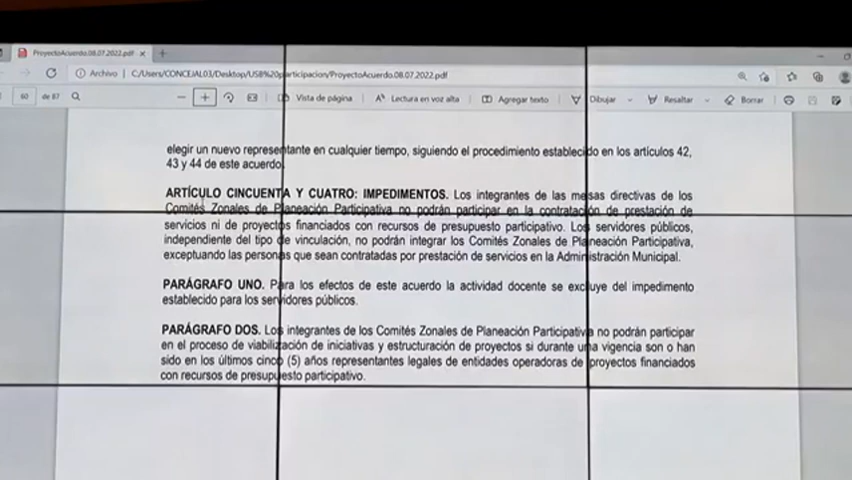 ProyectoAcuerdo.08.07.2022.pdf
Archivo | C:/Users/CONCEJAL03/Desktop/USB%20participacion/ProyectoAcuerdo.08.07.2022.pdf
60 de 87 Vista de página Lectura en voz alta Agregar texto Dibujar Resaltar Borrar
elegir un nuevo representante en cualquier tiempo, siguiendo el procedimiento establecido en los artículos 42,
43 y 44 de este acuerdo.
ARTÍCULO CINCUENTA Y CUATRO: IMPEDIMENTOS. Los integrantes de las mesas directivas de los
Comités Zonales de Planeación Participativa no podrán participar en la contratación de prestación de
servicios ni de proyectos financiados con recursos de presupuesto participativo. Los servidores públicos,
independiente del tipo de vinculación, no podrán integrar los Comités Zonales de Planeación Participativa,
exceptuando las personas que sean contratadas por prestación de servicios en la Administración Municipal.
PARÁGRAFO UNO. Para los efectos de este acuerdo la actividad docente se excluye del impedimento
establecido para los servidores públicos.
PARÁGRAFO DOS. Los integrantes de los Comités Zonales de Planeación Participativa no podrán participar
en el proceso de viabilización de iniciativas y estructuración de proyectos si durante una vigencia son o han
sido en los últimos cinco (5) años representantes legales de entidades operadoras de proyectos financiados
con recursos de presupuesto participativo.